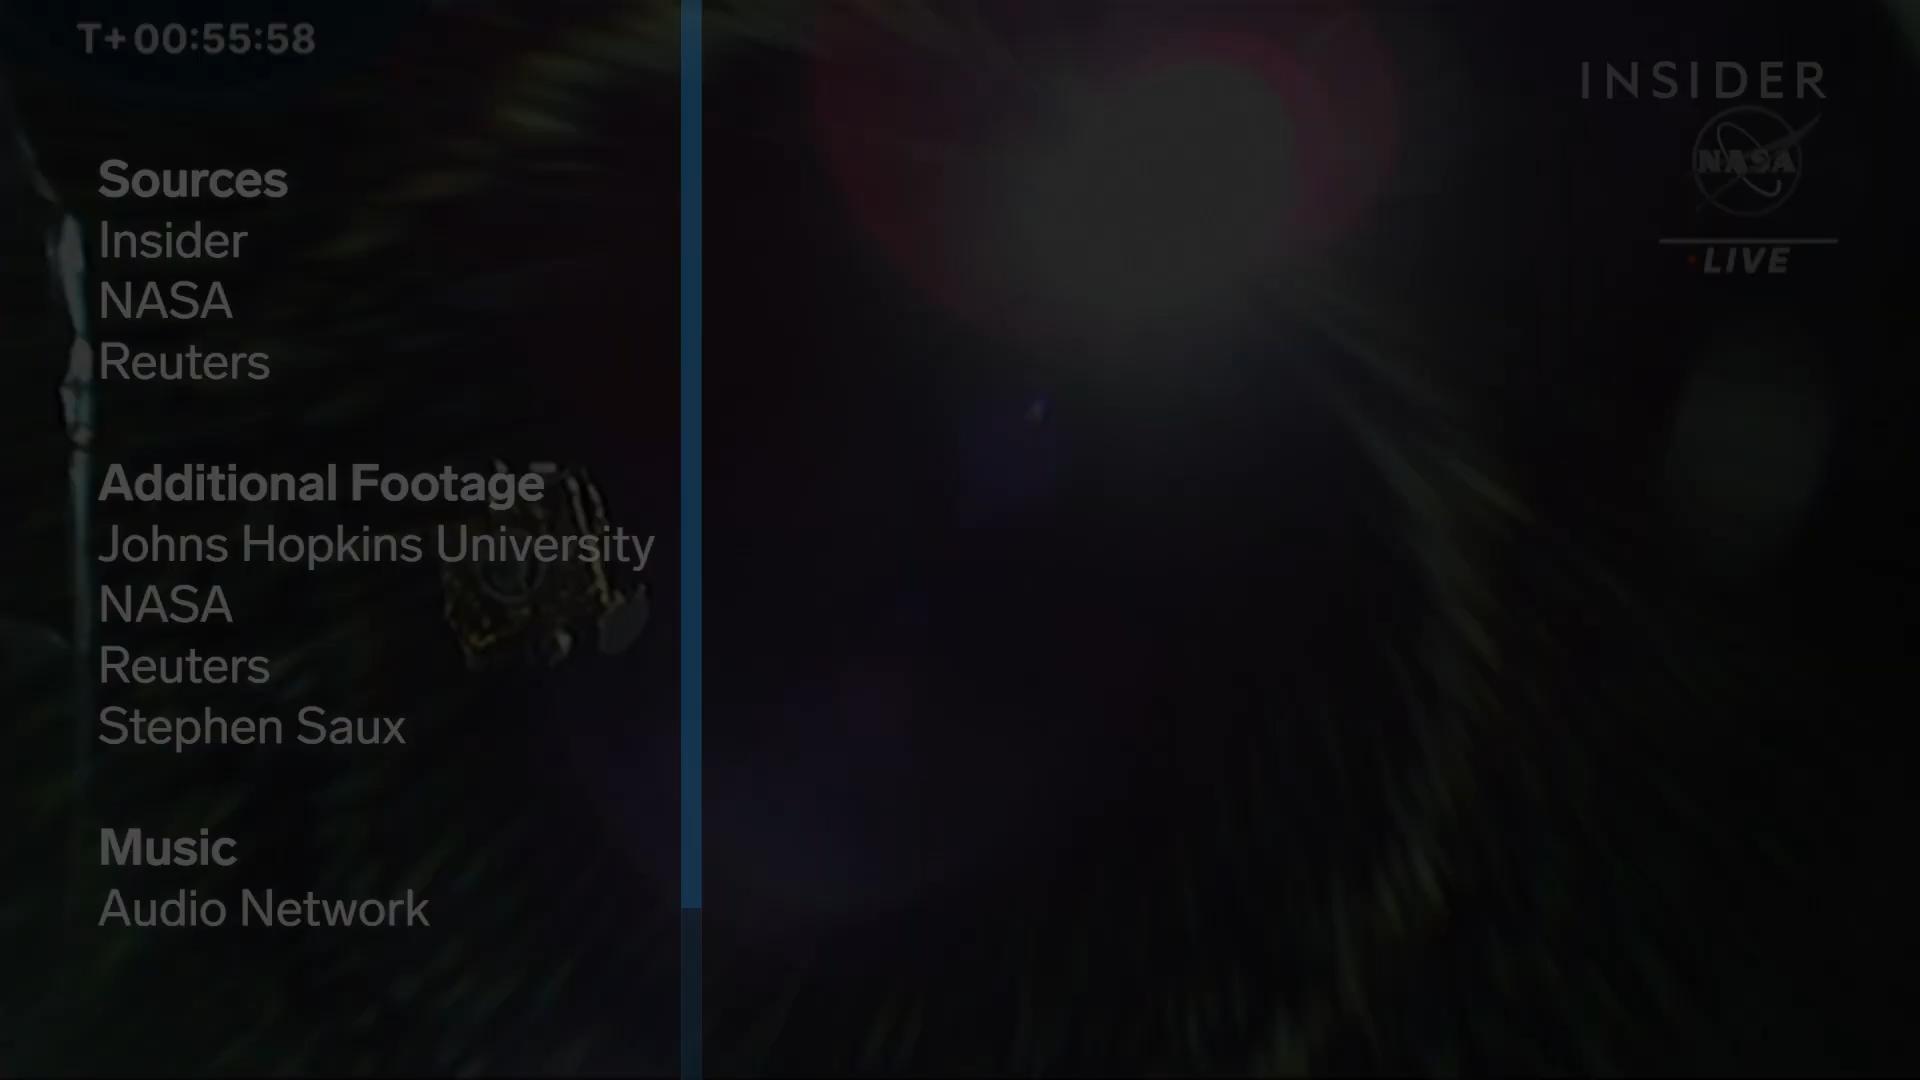 T+00:55:58
INSIDER
NASA
LIVE
Sources
Insider
NASA
Reuters
Additional Footage
Johns Hopkins University
NASA
Reuters
Stephen Saux
Music
Audio Network